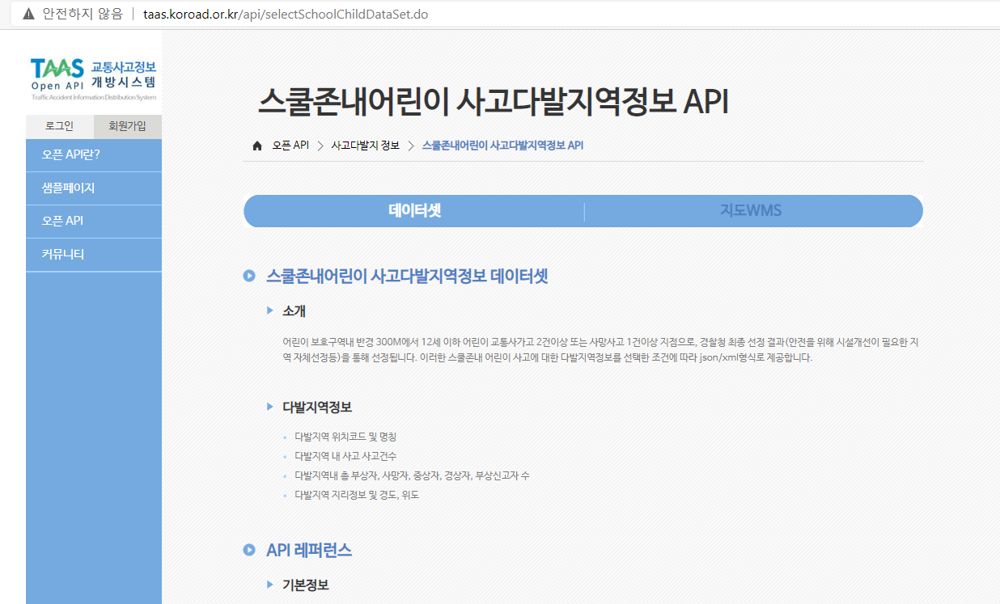 안전하지 않음 | taas.koroad.or.kr/api/selectSchoolChildDataSet.do
TAAS 교통사고정보
Open API 개방시스템
Traffic Accident Information Distribution System
로그인 회원가입
오픈 API란?
샘플페이지
오픈 API
커뮤니티
스쿨존내어린이 사고다발지역정보 API
오픈 API > 사고다발지 정보 > 스쿨존내어린이 사고다발지역정보 API
데이터셋 지도WMS
스쿨존내어린이 사고다발지역정보 데이터셋
소개
어린이 보호구역내 반경 300M에서 12세 이하 어린이 교통사가고 2건이상 또는 사망사고 1건이상 지점으로, 경찰청 최종 선정 결과(안전을 위해 시설개선이 필요한 지
역 자체선정등)을 통해 선정됩니다. 이러한 스쿨존내 어린이 사고에 대한 다발지역정보를 선택한 조건에 따라 json/xml형식로 제공합니다.
다발지역정보
다발지역 위치코드 및 명칭
다발지역 내 사고 사고건수
다발지역내 총 부상자, 사망자, 중상자, 경상자, 부상신고자 수
다발지역 지리정보 및 경도, 위도
API 레퍼런스
기본정보